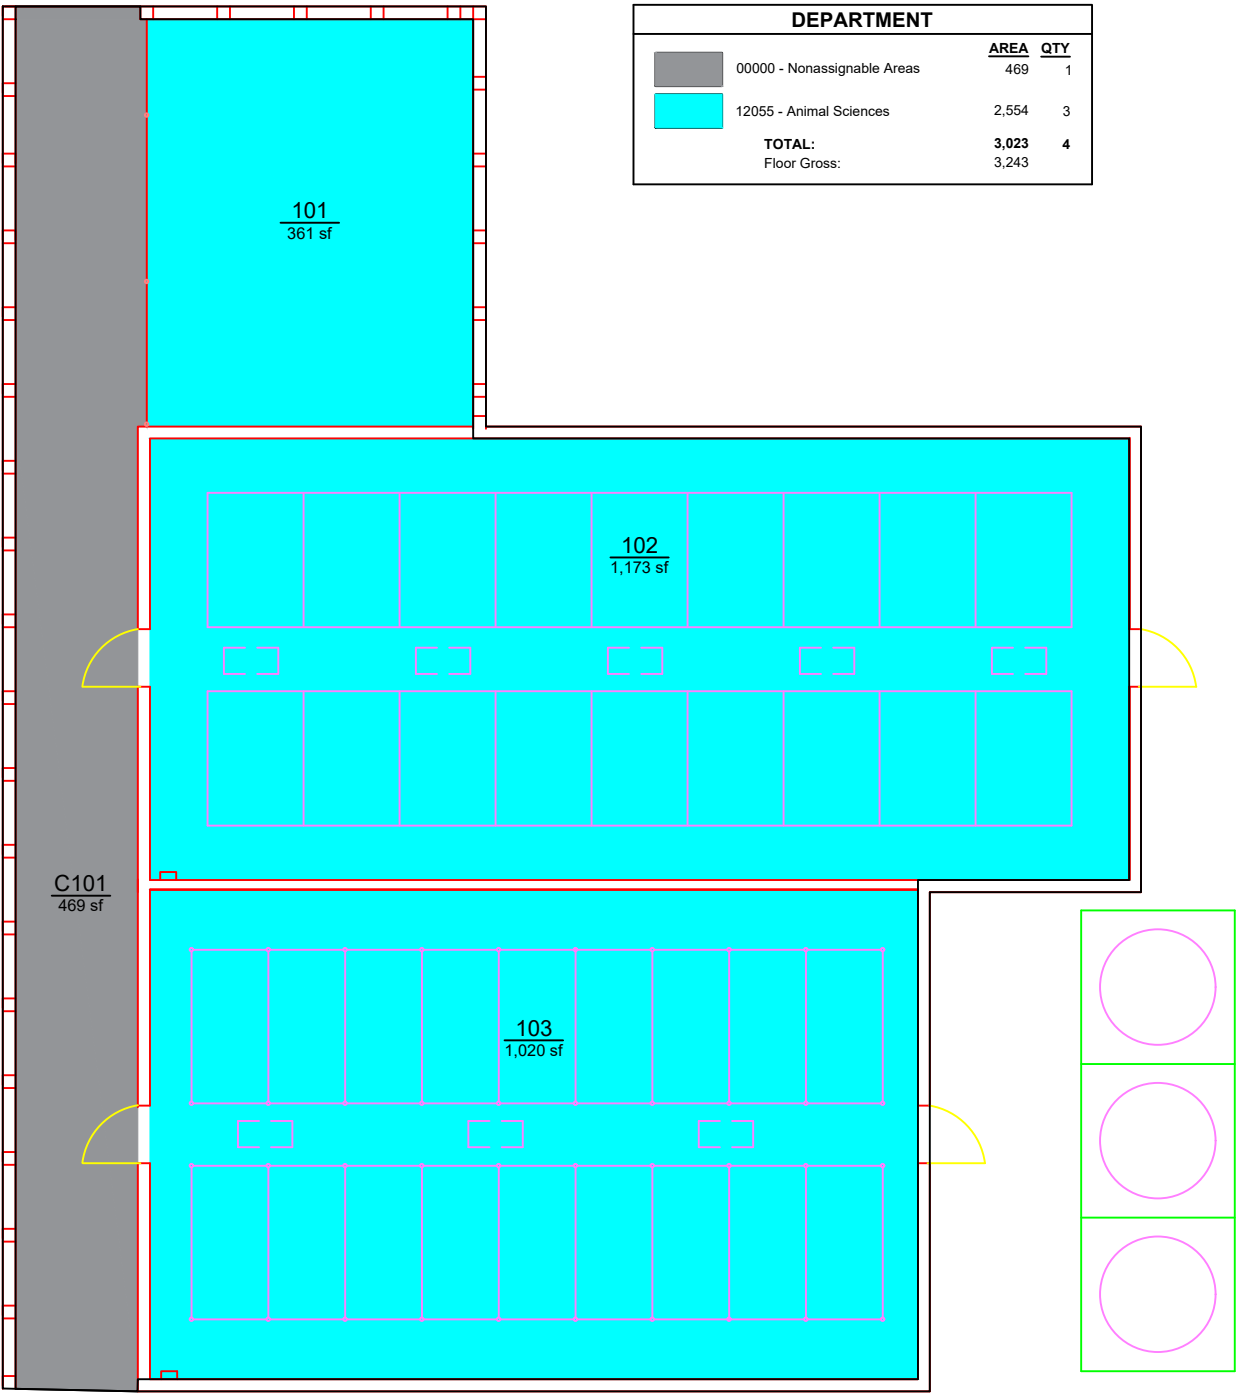 DEPARTMENT
AREA QTY
00000 - Nonassignable Areas 469 1
12055 - Animal Sciences 2,554 3
TOTAL: 3,023 4
Floor Gross: 3,243
101
361 sf
102
1,173 sf
C101
469 sf
103
1,020 sf